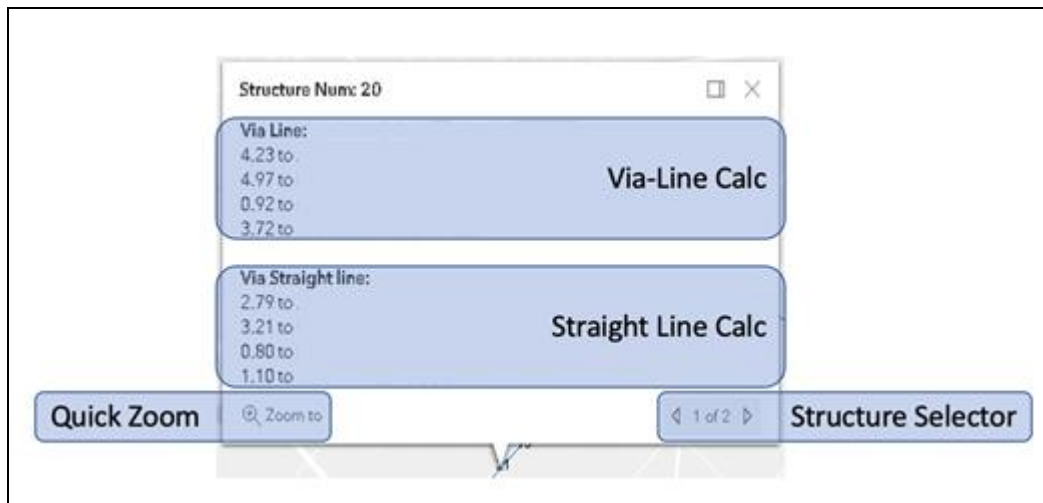 Structure Num: 20
Via Line:
4.23 to
4.97 to
0.92 to
3.72 to
Via-Line Calc
Via Straight line:
2.79 to
3.21 to
0.80 to
1.10 to
Straight Line Calc
Quick Zoom
Zoom to
1 of 2
Structure Selector